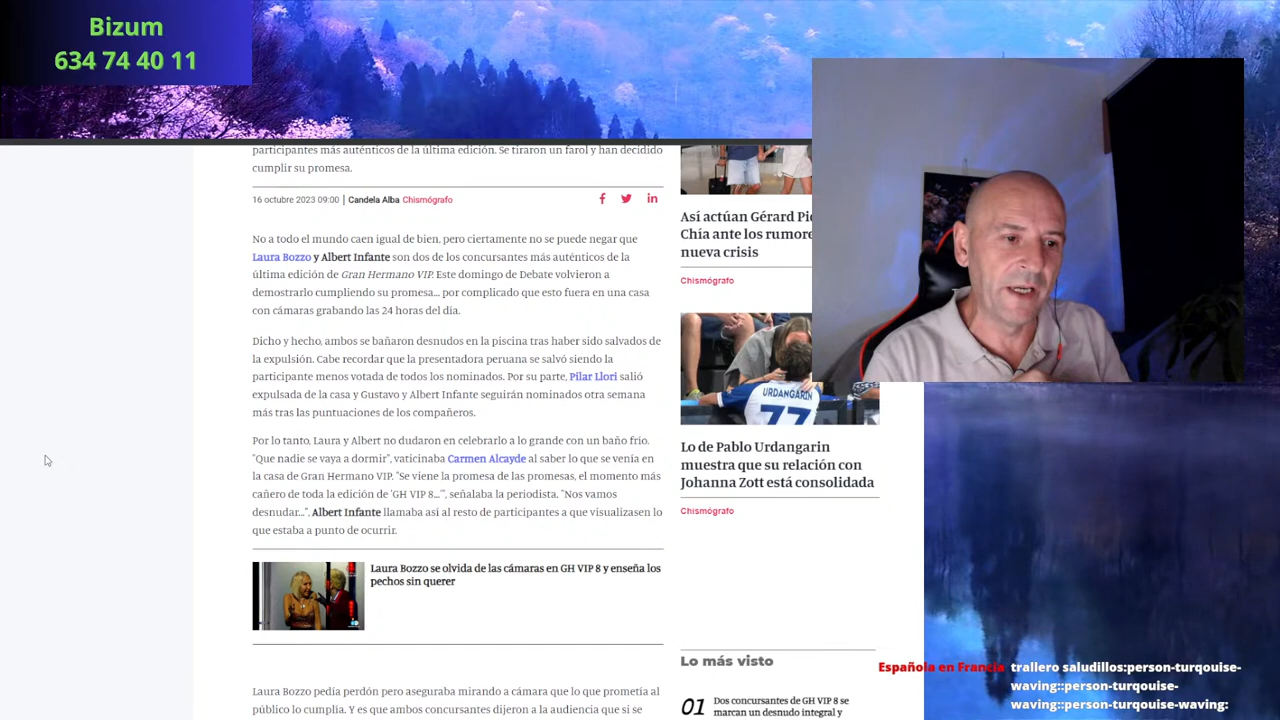 Bizum
634 74 40 11
participantes más auténticos de la última edición. Se tiraron un farol y han decidido
cumplir su promesa.
16 octubre 2023 09:00 | Candela Alba Chismógrafo
No a todo el mundo caen igual de bien, pero ciertamente no se puede negar que
Laura Bozzo y Albert Infante son dos de los concursantes más auténticos de la
última edición de Gran Hermano VIP. Este domingo de Debate volvieron a
demostrarlo cumpliendo su promesa... por complicado que esto fuera en una casa
con cámaras grabando las 24 horas del día.
Dicho y hecho, ambos se bañaron desnudos en la piscina tras haber sido salvados de
la expulsión. Cabe recordar que la presentadora peruana se salvó siendo la
participante menos votada de todos los nominados. Por su parte, Pilar Llori salió
expulsada de la casa y Gustavo y Albert Infante seguirán nominados otra semana
más tras las puntuaciones de los compañeros.
Por lo tanto, Laura y Albert no dudaron en celebrarlo a lo grande con un baño frío.
"Que nadie se vaya a dormir", vaticinaba Carmen Alcayde al saber lo que se venía en
la casa de Gran Hermano VIP. "Se viene la promesa de las promesas, el momento más
cañero de toda la edición de 'GH VIP 8...'", señalaba la periodista. "Nos vamos
desnudar...", Albert Infante llamaba así al resto de participantes a que visualizasen lo
que estaba a punto de ocurrir.
Laura Bozzo se olvida de las cámaras en GH VIP 8 y enseña los
pechos sin querer
Laura Bozzo pedía perdón pero aseguraba mirando a cámara que lo que prometía al
público lo cumplía. Y es que ambos concursantes dijeron a la audiencia que si se
Así actúan Gérard Pi
Chía ante los rumore
nueva crisis
Chismógrafo
URDANGARIN
77
Lo de Pablo Urdangarin
muestra que su relación con
Johanna Zott está consolidada
Chismógrafo
Lo más visto
01 Dos concursantes de GH VIP 8 se
marcan un desnudo integral y
Española en Francia trallero saludillos:person-turqouise-
waving::person-turqouise-
waving::person-turqouise-waving: